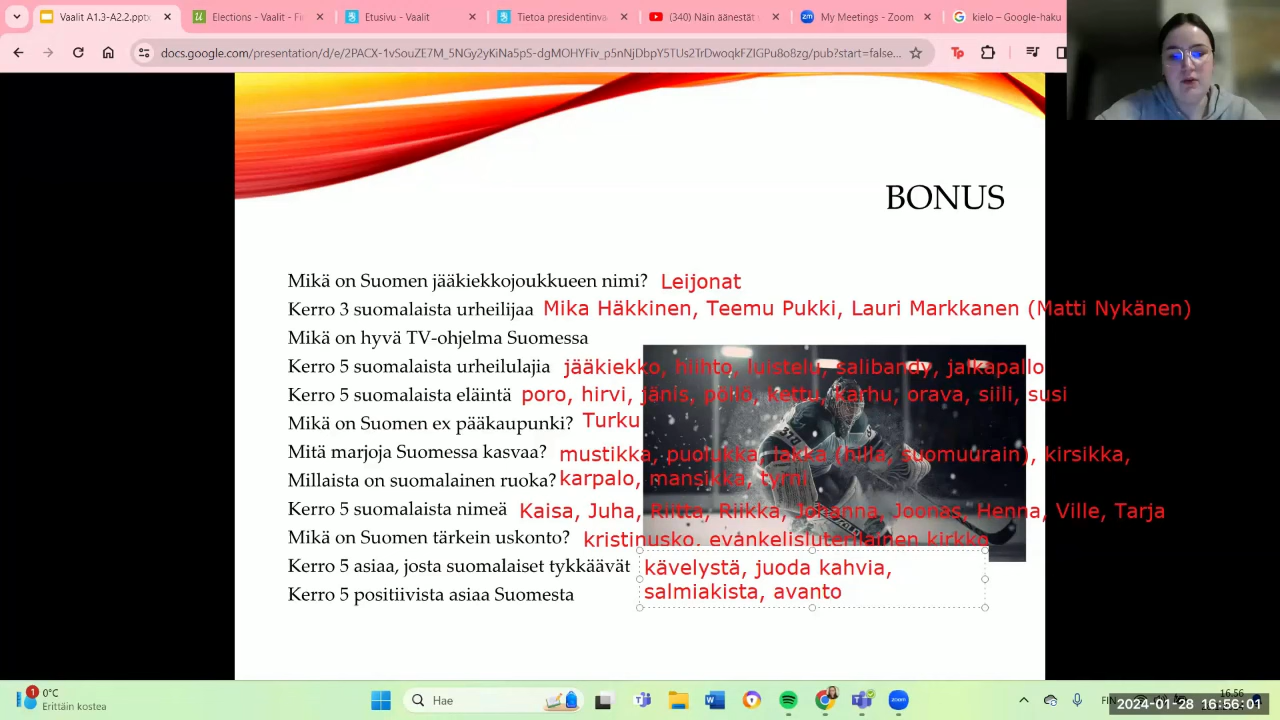 Vaalit A1.3-A2.2.pptx
Elections - Vaalit - Fi
Etusivu - Vaalit
Tietoa presidentinva
(340) Näin äänestät
My Meetings - Zoom
kielo – Google-haku
docs.google.com/presentation/d/e/2PACX-1vSouZE7M_5NGy2yKiNa5pS-dgMOHYFiv_p5nNjDbpY5TUs2TrDwoqkFZIGPu8o8zg/pub?start=false...
BONUS
Mikä on Suomen jääkiekkojoukkueen nimi? Leijonat
Kerro 3 suomalaista urheilijaa Mika Häkkinen, Teemu Pukki, Lauri Markkanen (Matti Nykänen)
Mikä on hyvä TV-ohjelma Suomessa
Kerro 5 suomalaista urheilulajia jääkiekko, hiihto, luistelu, salibandy, jalkapallo
Kerro 5 suomalaista eläintä poro, hirvi, jänis, pöllö, kettu, karhu, orava, siili, susi
Mikä on Suomen ex pääkaupunki? Turku
Mitä marjoja Suomessa kasvaa? mustikka, puolukka, lakka (hilla, suomuurain), kirsikka,
Millaista on suomalainen ruoka? karpalo, mansikka, tyrni
Kerro 5 suomalaista nimeä Kaisa, Juha, Riitta, Riikka, Johanna, Joonas, Henna, Ville, Tarja
Mikä on Suomen tärkein uskonto? kristinusko, evankelisluterilainen kirkko
Kerro 5 asiaa, josta suomalaiset tykkäävät kävelystä, juoda kahvia,
salmiakista, avanto
Kerro 5 positiivista asiaa Suomesta
1
0°C
Erittäin kostea
Hae
FIN
16.56
2024-01-28 16:56:01